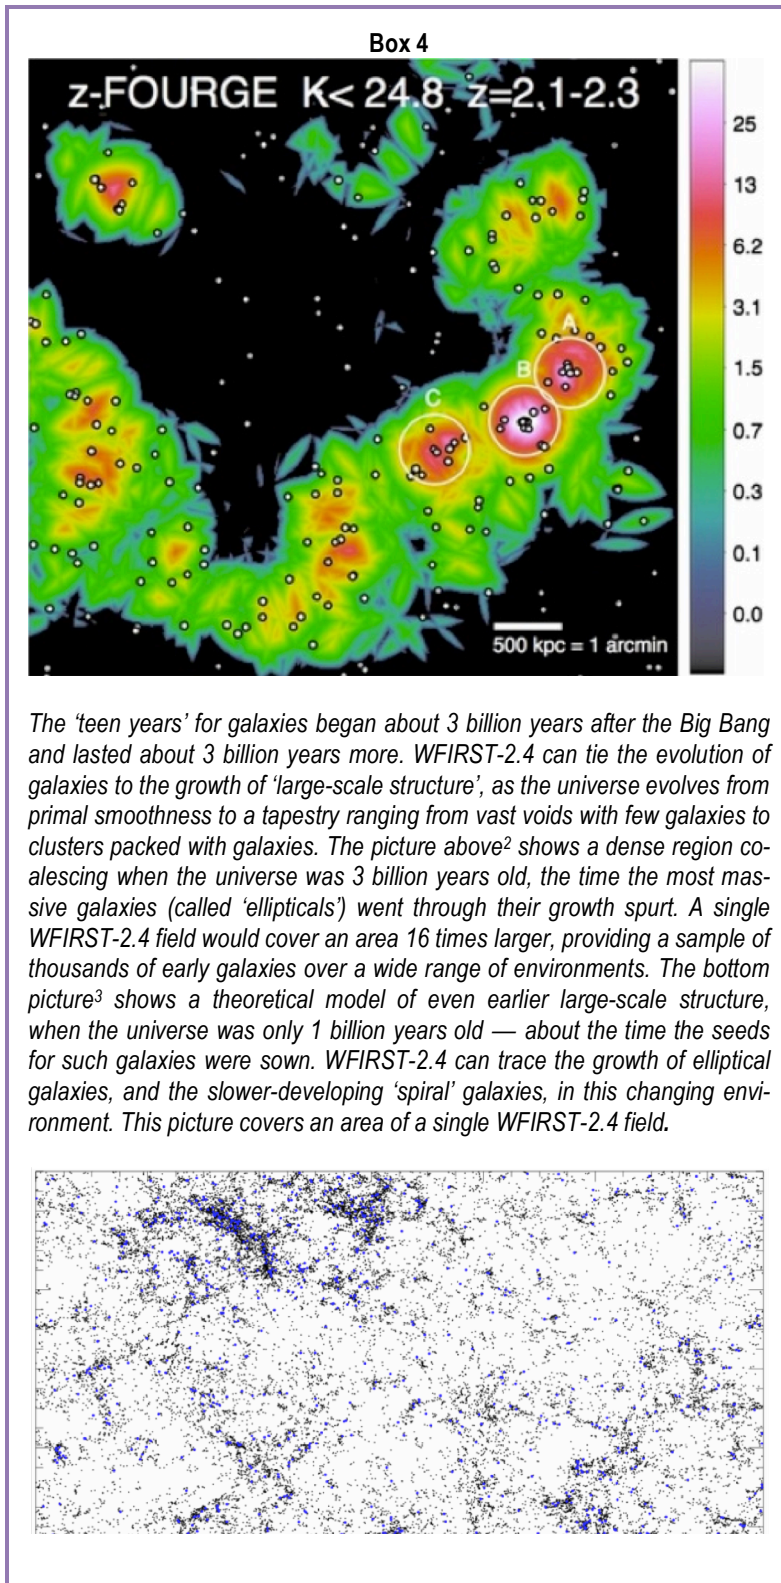 Box 4
z-FOURGE K< 24.8 z=2.1-2.3
25
13
6.2
3.1
1.5
0.7
0.3
0.1
0.0
A
B
C
500 kpc = 1 arcmin
The ‘teen years’ for galaxies began about 3 billion years after the Big Bang
and lasted about 3 billion years more. WFIRST-2.4 can tie the evolution of
galaxies to the growth of ‘large-scale structure’, as the universe evolves from
primal smoothness to a tapestry ranging from vast voids with few galaxies to
clusters packed with galaxies. The picture above² shows a dense region co-
alescing when the universe was 3 billion years old, the time the most mas-
sive galaxies (called ‘ellipticals’) went through their growth spurt. A single
WFIRST-2.4 field would cover an area 16 times larger, providing a sample of
thousands of early galaxies over a wide range of environments. The bottom
picture³ shows a theoretical model of even earlier large-scale structure,
when the universe was only 1 billion years old — about the time the seeds
for such galaxies were sown. WFIRST-2.4 can trace the growth of elliptical
galaxies, and the slower-developing ‘spiral’ galaxies, in this changing envi-
ronment. This picture covers an area of a single WFIRST-2.4 field.